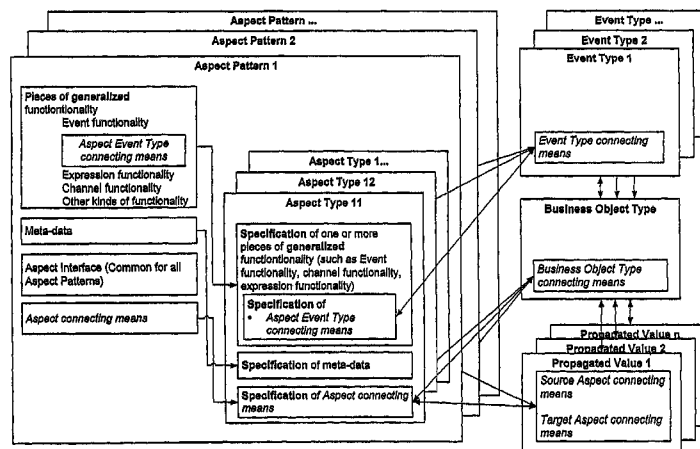 Aspect Pattern ...
Aspect Pattern 2
Aspect Pattern 1
Pieces of generalized
functiontionality
Event functionality
Aspect Event Type
connecting means
Expression functionality
Channel functionality
Other kinds of functionality
Meta-data
Aspect Interface (Common for all
Aspect Patterns)
Aspect connecting means
Aspect Type 1...
Aspect Type 12
Aspect Type 11
Specification of one or more
pieces of generalized
functiontionality (such as Event
functionality, channel functionality,
expression functionality)
Specification of
• Aspect Event Type
connecting means
Specification of meta-data
Specification of Aspect connecting
means
Event Type ...
Event Type 2
Event Type 1
Event Type connecting
means
Business Object Type
Business Object Type
connecting means
Propagated Value n
Propagated Value 2
Propagated Value 1
Source Aspect connecting
means
Target Aspect connecting
means